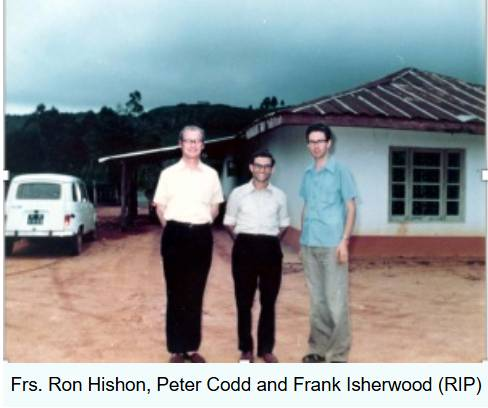 Frs. Ron Hishon, Peter Codd and Frank Isherwood (RIP)